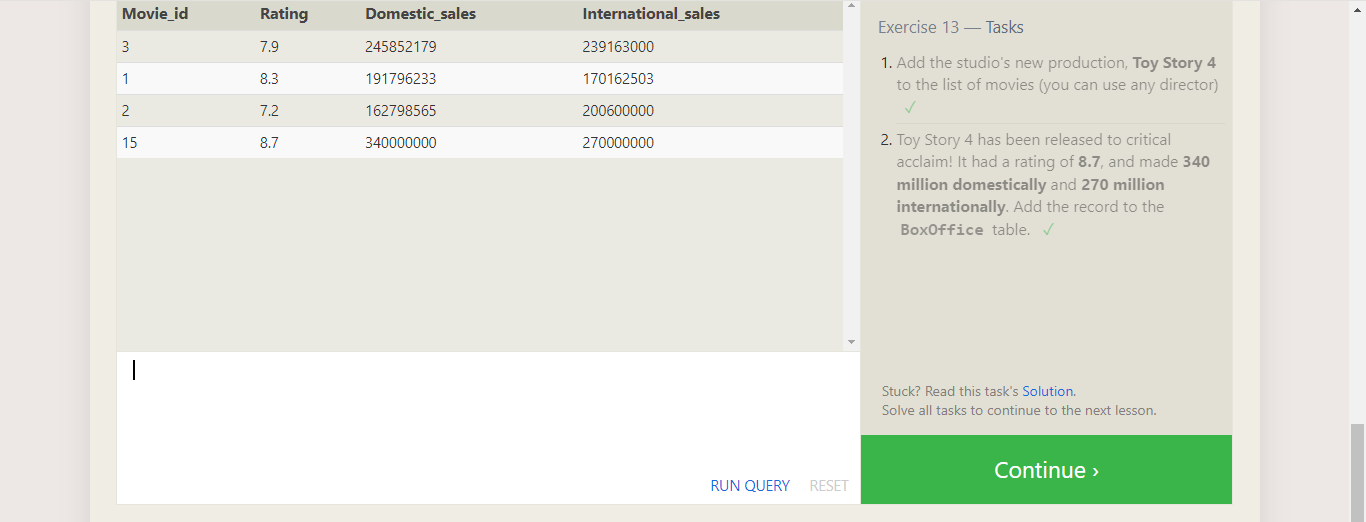 Movie_id Rating Domestic_sales International_sales
3 7.9 245852179 239163000
1 8.3 191796233 170162503
2 7.2 162798565 200600000
15 8.7 340000000 270000000
RUN QUERY RESET
Exercise 13 — Tasks
1. Add the studio's new production, Toy Story 4
to the list of movies (you can use any director)
✓
2. Toy Story 4 has been released to critical
acclaim! It had a rating of 8.7, and made 340
million domestically and 270 million
internationally. Add the record to the
BoxOffice table. ✓
Stuck? Read this task's Solution.
Solve all tasks to continue to the next lesson.
Continue ›